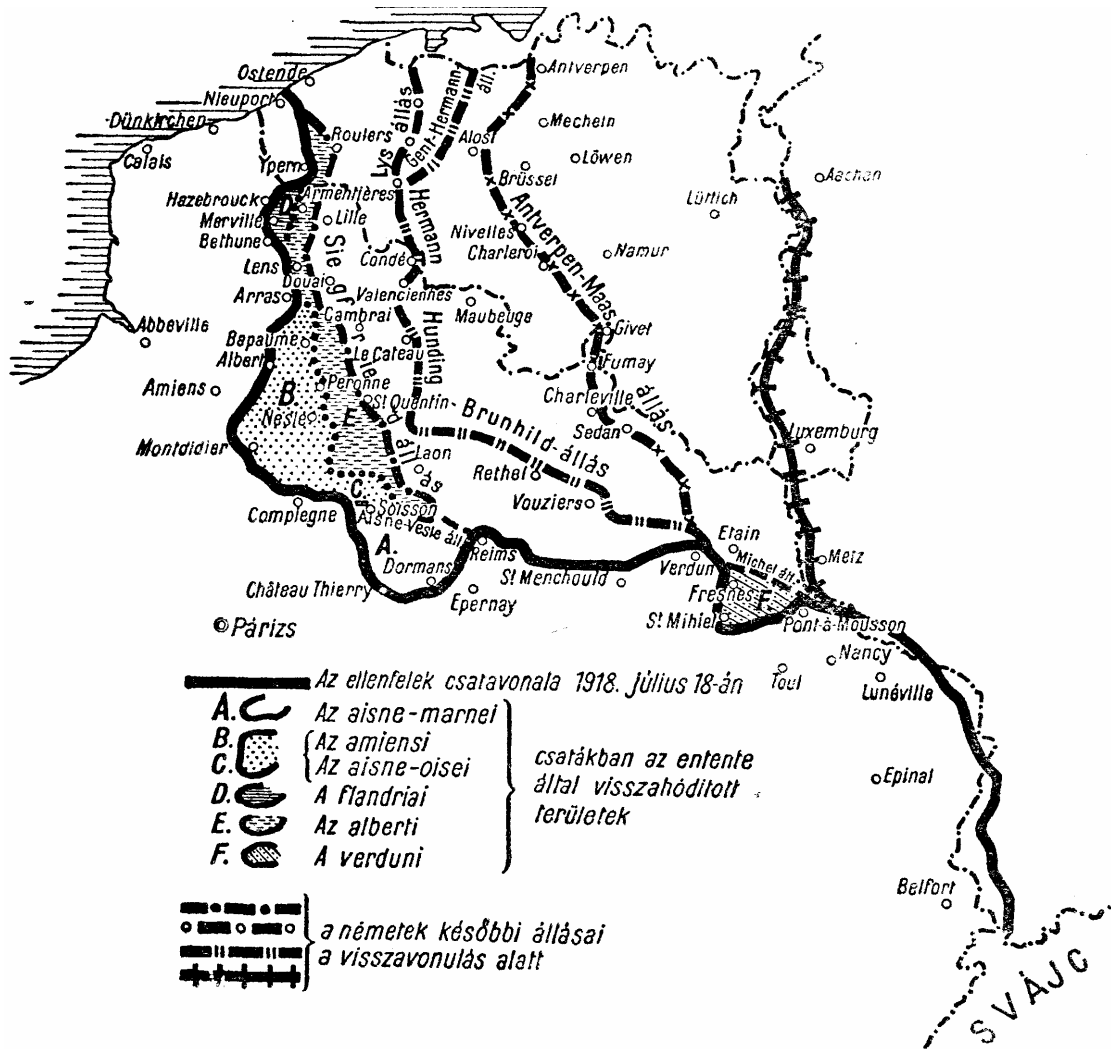 Ostende
Nieuport
Dünkirchen
Calais
Ypern
Roulers
Hazebrouck
Armentières
D.
Merville
Lille
Bethune
Lens
Douai
Arras
Abbeville
Bapaume
Cambrai
Albert
Le Cateau
Amiens
B.
Peronne
St Quentin
Nesle
E
Montdidier
Laon
C.
Soisson
Compiegne
Aisne-Vesle áll.
A.
Reims
Dormans
Château Thierry
Epernay
Párizs
Antverpen
Mecheln
Alost
Löwen
Brüssel
Nivelles
Charleroi
Namur
Lüttich
Aachan
Condé
Valenciennes
Maubeuge
Givet
Fumay
Charleville
Sedan
Luxemburg
Rethel
Vouziers
Etain
Verdun
Michel áll.
Metz
Fresnes
F
St Menchould
St Mihiel
Pont-à-Mousson
Nancy
Toul
Lunéville
Epinal
Belfort
SVÁJC
Lys állás
Gent-Hermann-áll.
Hermann
Hunding
Brunhild-állás
Siegfried állás
Antverpen-Maas állás
Az ellenfelek csatavonala 1918. július 18-án
A. Az aisne-marnei
B. Az amiensi
C. Az aisne-oisei
D. A flandriai
E. Az alberti
F. A verduni
csatákban az entente
által visszahódított
területek
a németek későbbi állásai
a visszavonulás alatt